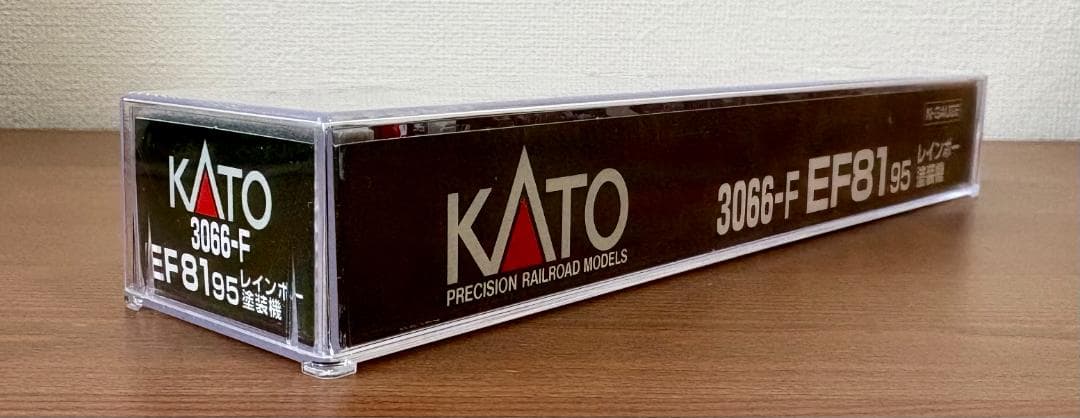 KATO
3066-F
EF81 95 レインボー
塗装機
KATO
PRECISION RAILROAD MODELS
3066-F EF81 95 レインボー
塗装機
N-GAUGE